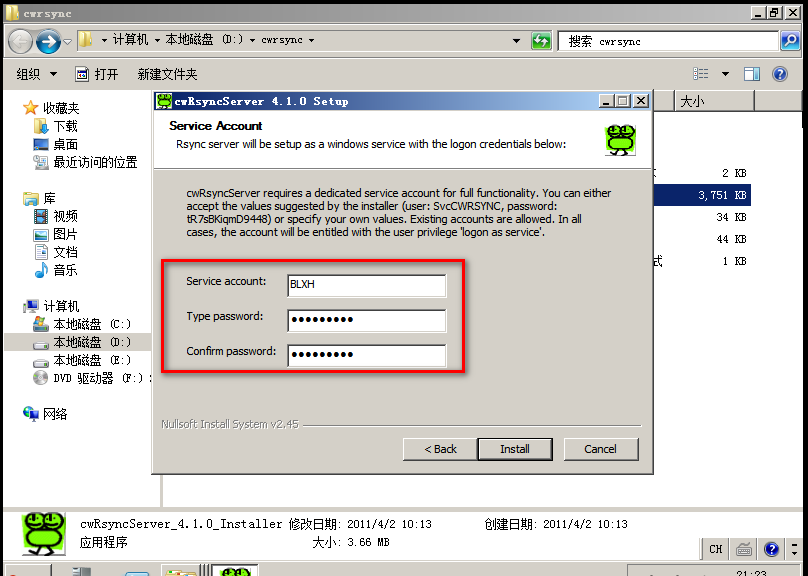 cwrsync
计算机 本地磁盘 (D:) cwrsync
搜索 cwrsync
组织 打开 新建文件夹
收藏夹
下载
桌面
最近访问的位置
库
视频
图片
文档
音乐
计算机
本地磁盘 (C:)
本地磁盘 (D:)
本地磁盘 (E:)
DVD 驱动器 (F:)
网络
大小
2 KB
3,751 KB
34 KB
44 KB
式 1 KB
cwRsyncServer 4.1.0 Setup
Service Account
Rsync server will be setup as a windows service with the logon credentials below:
cwRsyncServer requires a dedicated service account for full functionality. You can either
accept the values suggested by the installer (user: SvcCWRSYNC, password:
tR7sBKiqmD9448) or specify your own values. Existing accounts are allowed. In all
cases, the account will be entitled with the user privilege 'logon as service'.
Service account: BLXH
Type password: ●●●●●●●●●
Confirm password: ●●●●●●●●●
Nullsoft Install System v2.45
< Back Install Cancel
cwRsyncServer_4.1.0_Installer 修改日期: 2011/4/2 10:13 创建日期: 2011/4/2 10:13
应用程序 大小: 3.66 MB
CH
21:23